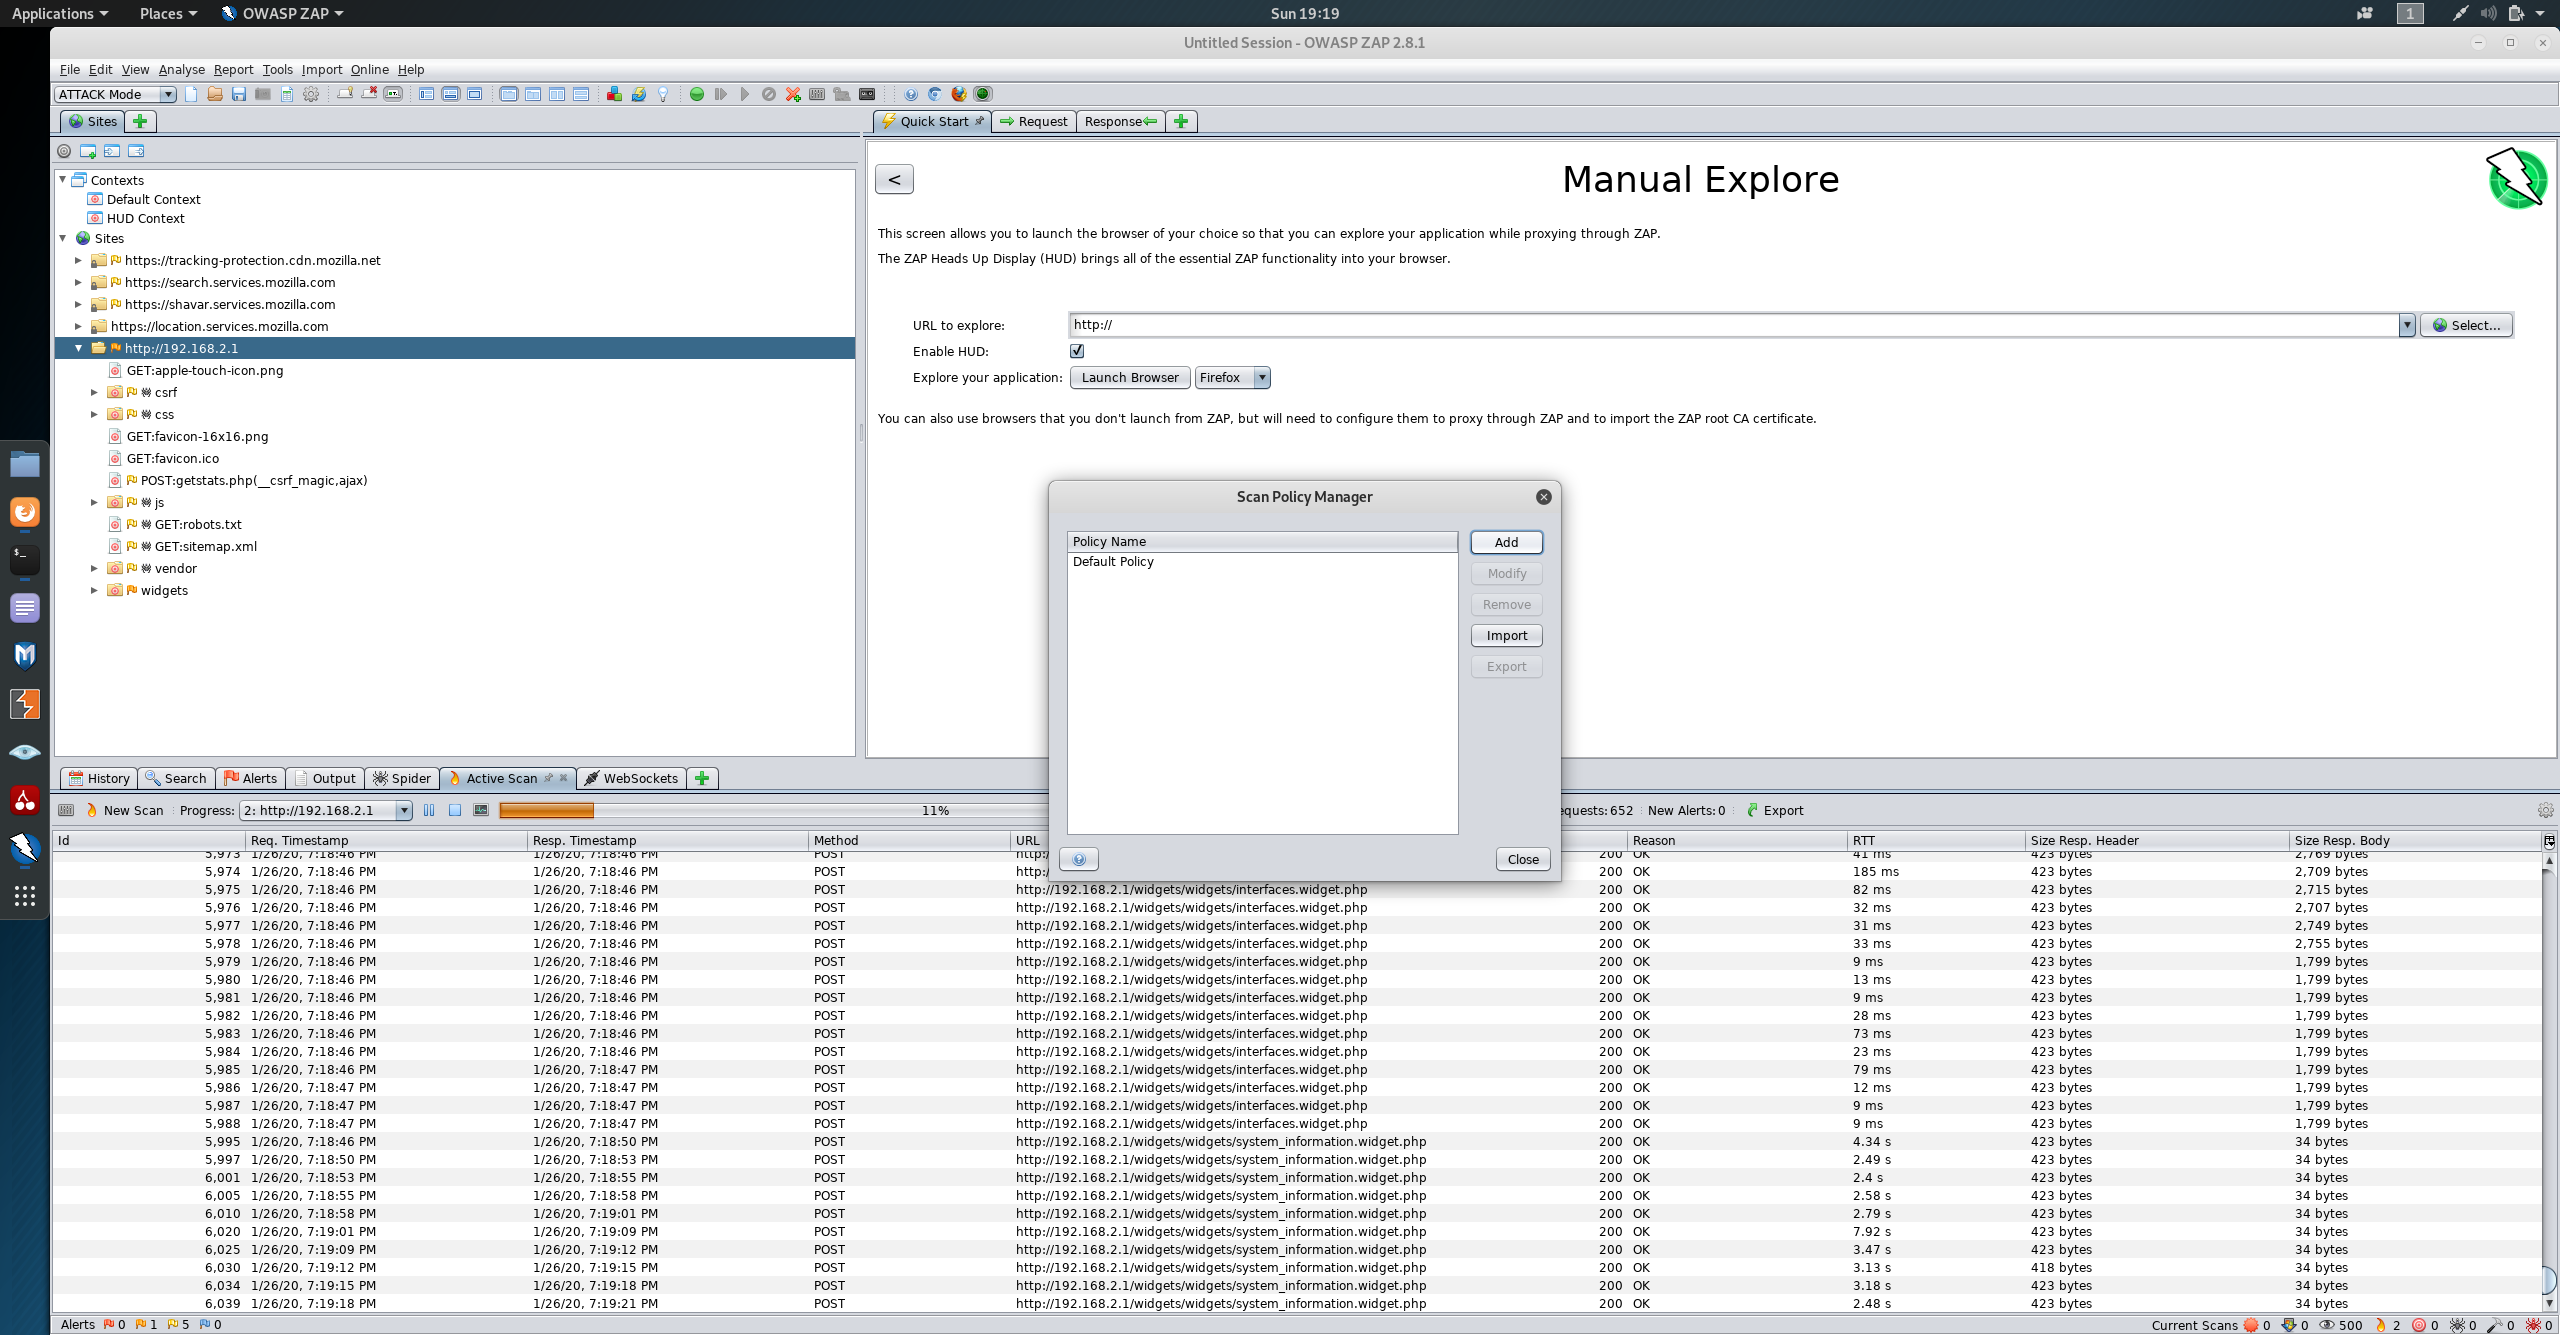 Applications Places OWASP ZAP Sun 19:19 1
Untitled Session - OWASP ZAP 2.8.1
File Edit View Analyse Report Tools Import Online Help
ATTACK Mode
Sites
Quick Start Request Response
Contexts
Default Context
HUD Context
Sites
https://tracking-protection.cdn.mozilla.net
https://search.services.mozilla.com
https://shavar.services.mozilla.com
https://location.services.mozilla.com
http://192.168.2.1
GET:apple-touch-icon.png
csrf
css
GET:favicon-16x16.png
GET:favicon.ico
POST:getstats.php(__csrf_magic,ajax)
js
GET:robots.txt
GET:sitemap.xml
vendor
widgets
< Manual Explore
This screen allows you to launch the browser of your choice so that you can explore your application while proxying through ZAP.
The ZAP Heads Up Display (HUD) brings all of the essential ZAP functionality into your browser.
URL to explore: http:// Select...
Enable HUD:
Explore your application: Launch Browser Firefox
You can also use browsers that you don't launch from ZAP, but will need to configure them to proxy through ZAP and to import the ZAP root CA certificate.
Scan Policy Manager
Policy Name
Default Policy
Add
Modify
Remove
Import
Export
Close
History Search Alerts Output Spider Active Scan WebSockets
New Scan Progress: 2: http://192.168.2.1 11% equests: 652 New Alerts: 0 Export
Id Req. Timestamp Resp. Timestamp Method URL Reason RTT Size Resp. Header Size Resp. Body
5,973 1/26/20, 7:18:46 PM 1/26/20, 7:18:46 PM POST http:/ 200 OK 41 ms 423 bytes 2,769 bytes
5,974 1/26/20, 7:18:46 PM 1/26/20, 7:18:46 PM POST http:/ 200 OK 185 ms 423 bytes 2,709 bytes
5,975 1/26/20, 7:18:46 PM 1/26/20, 7:18:46 PM POST http://192.168.2.1/widgets/widgets/interfaces.widget.php 200 OK 82 ms 423 bytes 2,715 bytes
5,976 1/26/20, 7:18:46 PM 1/26/20, 7:18:46 PM POST http://192.168.2.1/widgets/widgets/interfaces.widget.php 200 OK 32 ms 423 bytes 2,707 bytes
5,977 1/26/20, 7:18:46 PM 1/26/20, 7:18:46 PM POST http://192.168.2.1/widgets/widgets/interfaces.widget.php 200 OK 31 ms 423 bytes 2,749 bytes
5,978 1/26/20, 7:18:46 PM 1/26/20, 7:18:46 PM POST http://192.168.2.1/widgets/widgets/interfaces.widget.php 200 OK 33 ms 423 bytes 2,755 bytes
5,979 1/26/20, 7:18:46 PM 1/26/20, 7:18:46 PM POST http://192.168.2.1/widgets/widgets/interfaces.widget.php 200 OK 9 ms 423 bytes 1,799 bytes
5,980 1/26/20, 7:18:46 PM 1/26/20, 7:18:46 PM POST http://192.168.2.1/widgets/widgets/interfaces.widget.php 200 OK 13 ms 423 bytes 1,799 bytes
5,981 1/26/20, 7:18:46 PM 1/26/20, 7:18:46 PM POST http://192.168.2.1/widgets/widgets/interfaces.widget.php 200 OK 9 ms 423 bytes 1,799 bytes
5,982 1/26/20, 7:18:46 PM 1/26/20, 7:18:46 PM POST http://192.168.2.1/widgets/widgets/interfaces.widget.php 200 OK 28 ms 423 bytes 1,799 bytes
5,983 1/26/20, 7:18:46 PM 1/26/20, 7:18:46 PM POST http://192.168.2.1/widgets/widgets/interfaces.widget.php 200 OK 73 ms 423 bytes 1,799 bytes
5,984 1/26/20, 7:18:46 PM 1/26/20, 7:18:46 PM POST http://192.168.2.1/widgets/widgets/interfaces.widget.php 200 OK 23 ms 423 bytes 1,799 bytes
5,985 1/26/20, 7:18:46 PM 1/26/20, 7:18:47 PM POST http://192.168.2.1/widgets/widgets/interfaces.widget.php 200 OK 79 ms 423 bytes 1,799 bytes
5,986 1/26/20, 7:18:47 PM 1/26/20, 7:18:47 PM POST http://192.168.2.1/widgets/widgets/interfaces.widget.php 200 OK 12 ms 423 bytes 1,799 bytes
5,987 1/26/20, 7:18:47 PM 1/26/20, 7:18:47 PM POST http://192.168.2.1/widgets/widgets/interfaces.widget.php 200 OK 9 ms 423 bytes 1,799 bytes
5,988 1/26/20, 7:18:47 PM 1/26/20, 7:18:47 PM POST http://192.168.2.1/widgets/widgets/interfaces.widget.php 200 OK 9 ms 423 bytes 1,799 bytes
5,995 1/26/20, 7:18:46 PM 1/26/20, 7:18:50 PM POST http://192.168.2.1/widgets/widgets/system_information.widget.php 200 OK 4.34 s 423 bytes 34 bytes
5,997 1/26/20, 7:18:50 PM 1/26/20, 7:18:53 PM POST http://192.168.2.1/widgets/widgets/system_information.widget.php 200 OK 2.49 s 423 bytes 34 bytes
6,001 1/26/20, 7:18:53 PM 1/26/20, 7:18:55 PM POST http://192.168.2.1/widgets/widgets/system_information.widget.php 200 OK 2.4 s 423 bytes 34 bytes
6,005 1/26/20, 7:18:55 PM 1/26/20, 7:18:58 PM POST http://192.168.2.1/widgets/widgets/system_information.widget.php 200 OK 2.58 s 423 bytes 34 bytes
6,010 1/26/20, 7:18:58 PM 1/26/20, 7:19:01 PM POST http://192.168.2.1/widgets/widgets/system_information.widget.php 200 OK 2.79 s 423 bytes 34 bytes
6,020 1/26/20, 7:19:01 PM 1/26/20, 7:19:09 PM POST http://192.168.2.1/widgets/widgets/system_information.widget.php 200 OK 7.92 s 423 bytes 34 bytes
6,025 1/26/20, 7:19:09 PM 1/26/20, 7:19:12 PM POST http://192.168.2.1/widgets/widgets/system_information.widget.php 200 OK 3.47 s 423 bytes 34 bytes
6,030 1/26/20, 7:19:12 PM 1/26/20, 7:19:15 PM POST http://192.168.2.1/widgets/widgets/system_information.widget.php 200 OK 3.13 s 418 bytes 34 bytes
6,034 1/26/20, 7:19:15 PM 1/26/20, 7:19:18 PM POST http://192.168.2.1/widgets/widgets/system_information.widget.php 200 OK 3.18 s 423 bytes 34 bytes
6,039 1/26/20, 7:19:18 PM 1/26/20, 7:19:21 PM POST http://192.168.2.1/widgets/widgets/system_information.widget.php 200 OK 2.48 s 423 bytes 34 bytes
Alerts 0 1 5 0 Current Scans 0 0 500 2 0 0 0 0